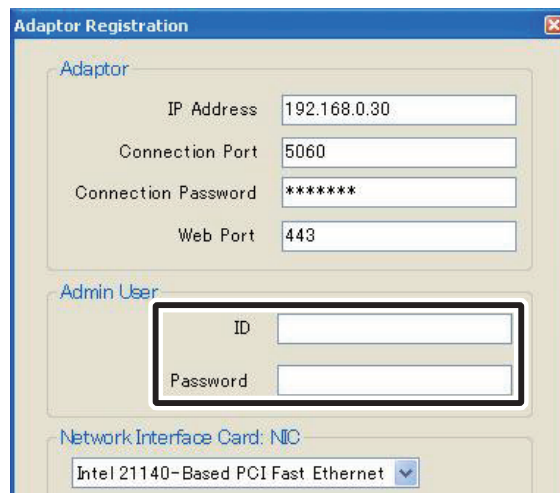 Adaptor Registration
Adaptor
IP Address 192.168.0.30
Connection Port 5060
Connection Password *******
Web Port 443
Admin User
ID
Password
Network Interface Card: NIC
Intel 21140-Based PCI Fast Ethernet